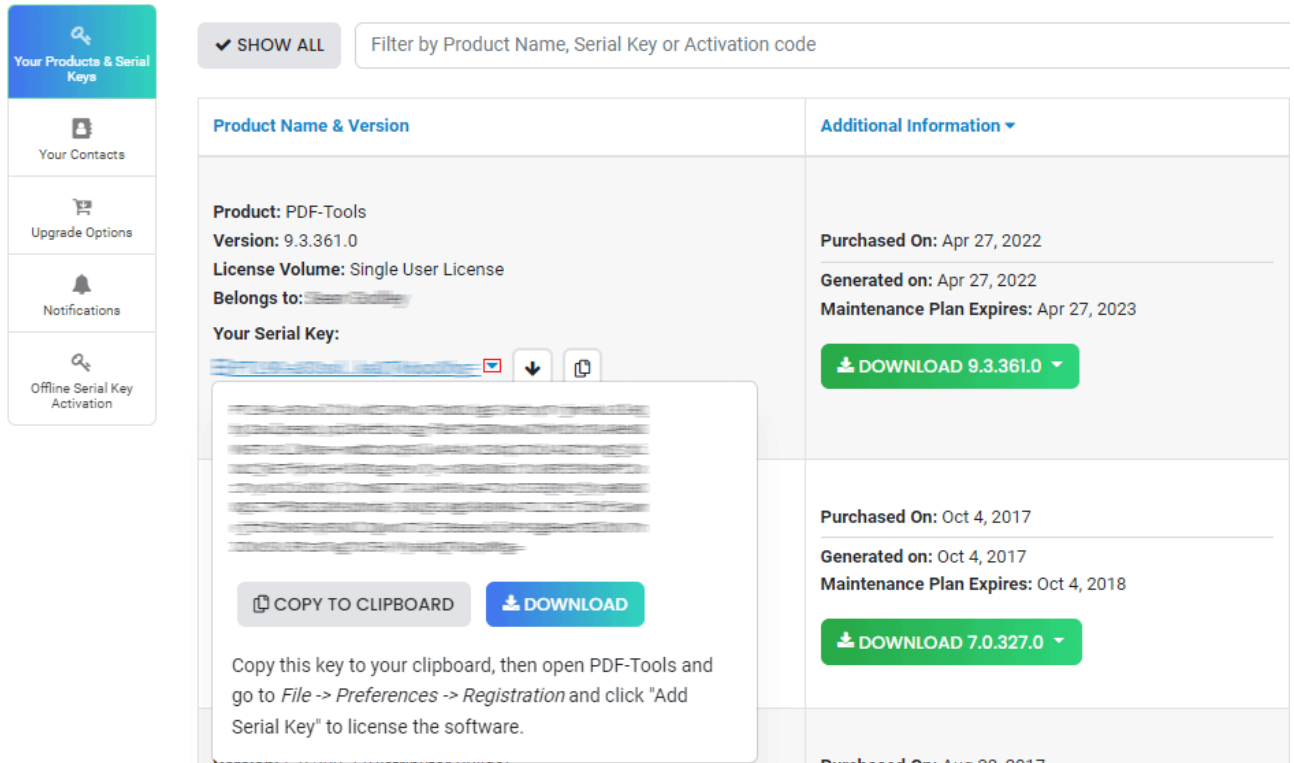 Your Products & Serial
Keys
Your Contacts
Upgrade Options
Notifications
Offline Serial Key
Activation
SHOW ALL
Filter by Product Name, Serial Key or Activation code
Product Name & Version
Additional Information
Product: PDF-Tools
Version: 9.3.361.0
License Volume: Single User License
Belongs to:
Your Serial Key:
Purchased On: Apr 27, 2022
Generated on: Apr 27, 2022
Maintenance Plan Expires: Apr 27, 2023
DOWNLOAD 9.3.361.0
COPY TO CLIPBOARD
DOWNLOAD
Copy this key to your clipboard, then open PDF-Tools and
go to File -> Preferences -> Registration and click "Add
Serial Key" to license the software.
Purchased On: Oct 4, 2017
Generated on: Oct 4, 2017
Maintenance Plan Expires: Oct 4, 2018
DOWNLOAD 7.0.327.0